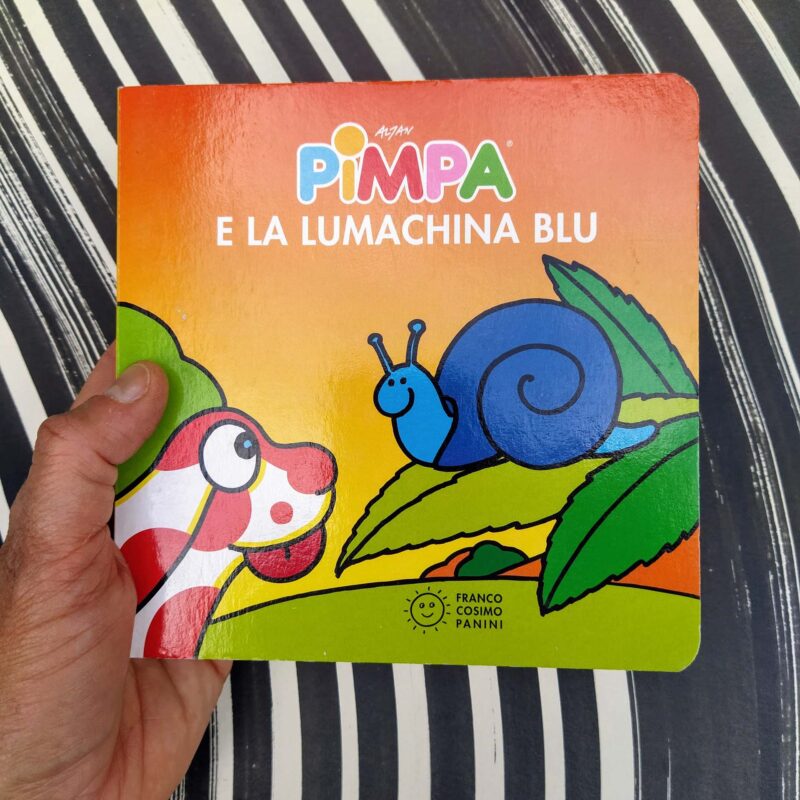 ALTAN
PiMPA®
E LA LUMACHINA BLU
FRANCO
COSIMO
PANINI